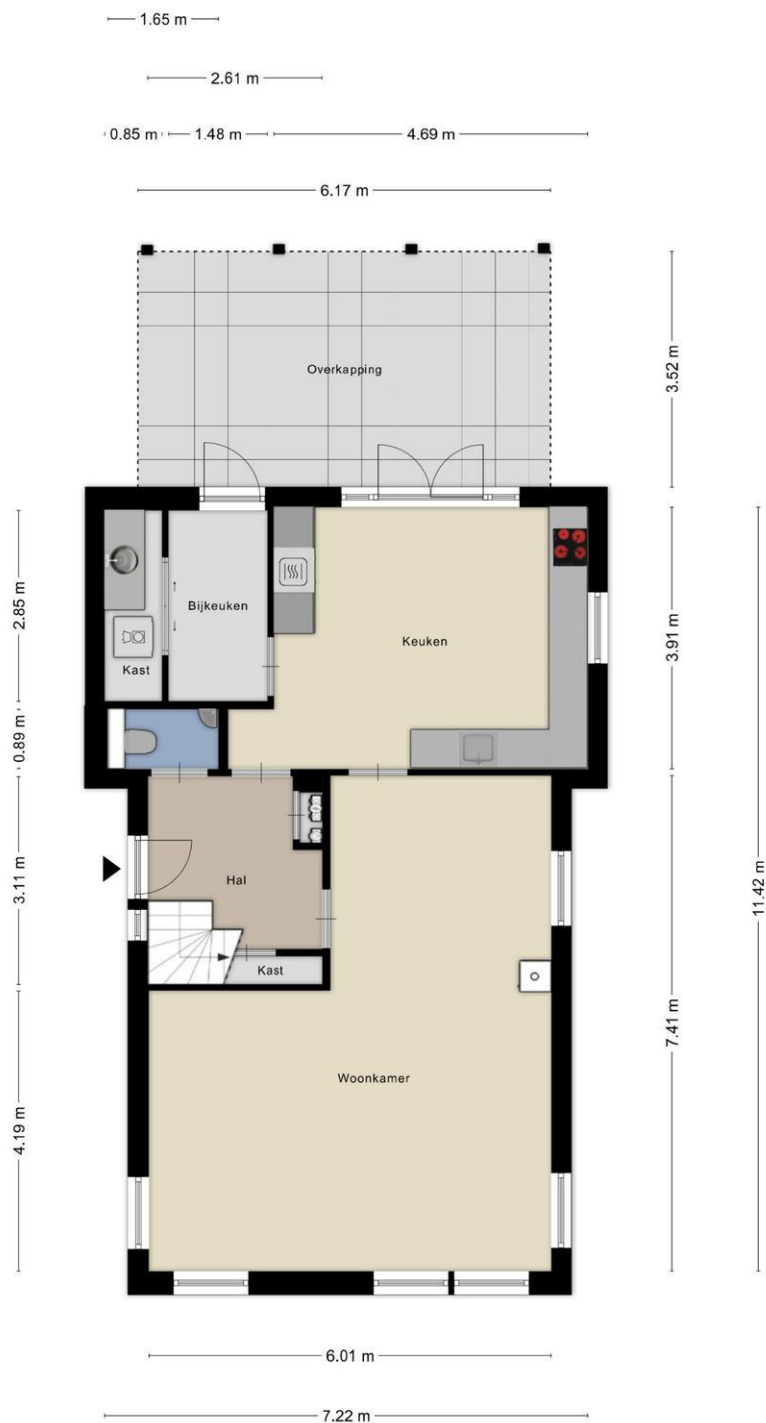 1.65 m
2.61 m
0.85 m
1.48 m
4.69 m
6.17 m
Overkapping
3.52 m
2.85 m
Bijkeuken
Keuken
3.91 m
Kast
0.89 m
3.11 m
Hal
11.42 m
Kast
7.41 m
Woonkamer
4.19 m
6.01 m
7.22 m